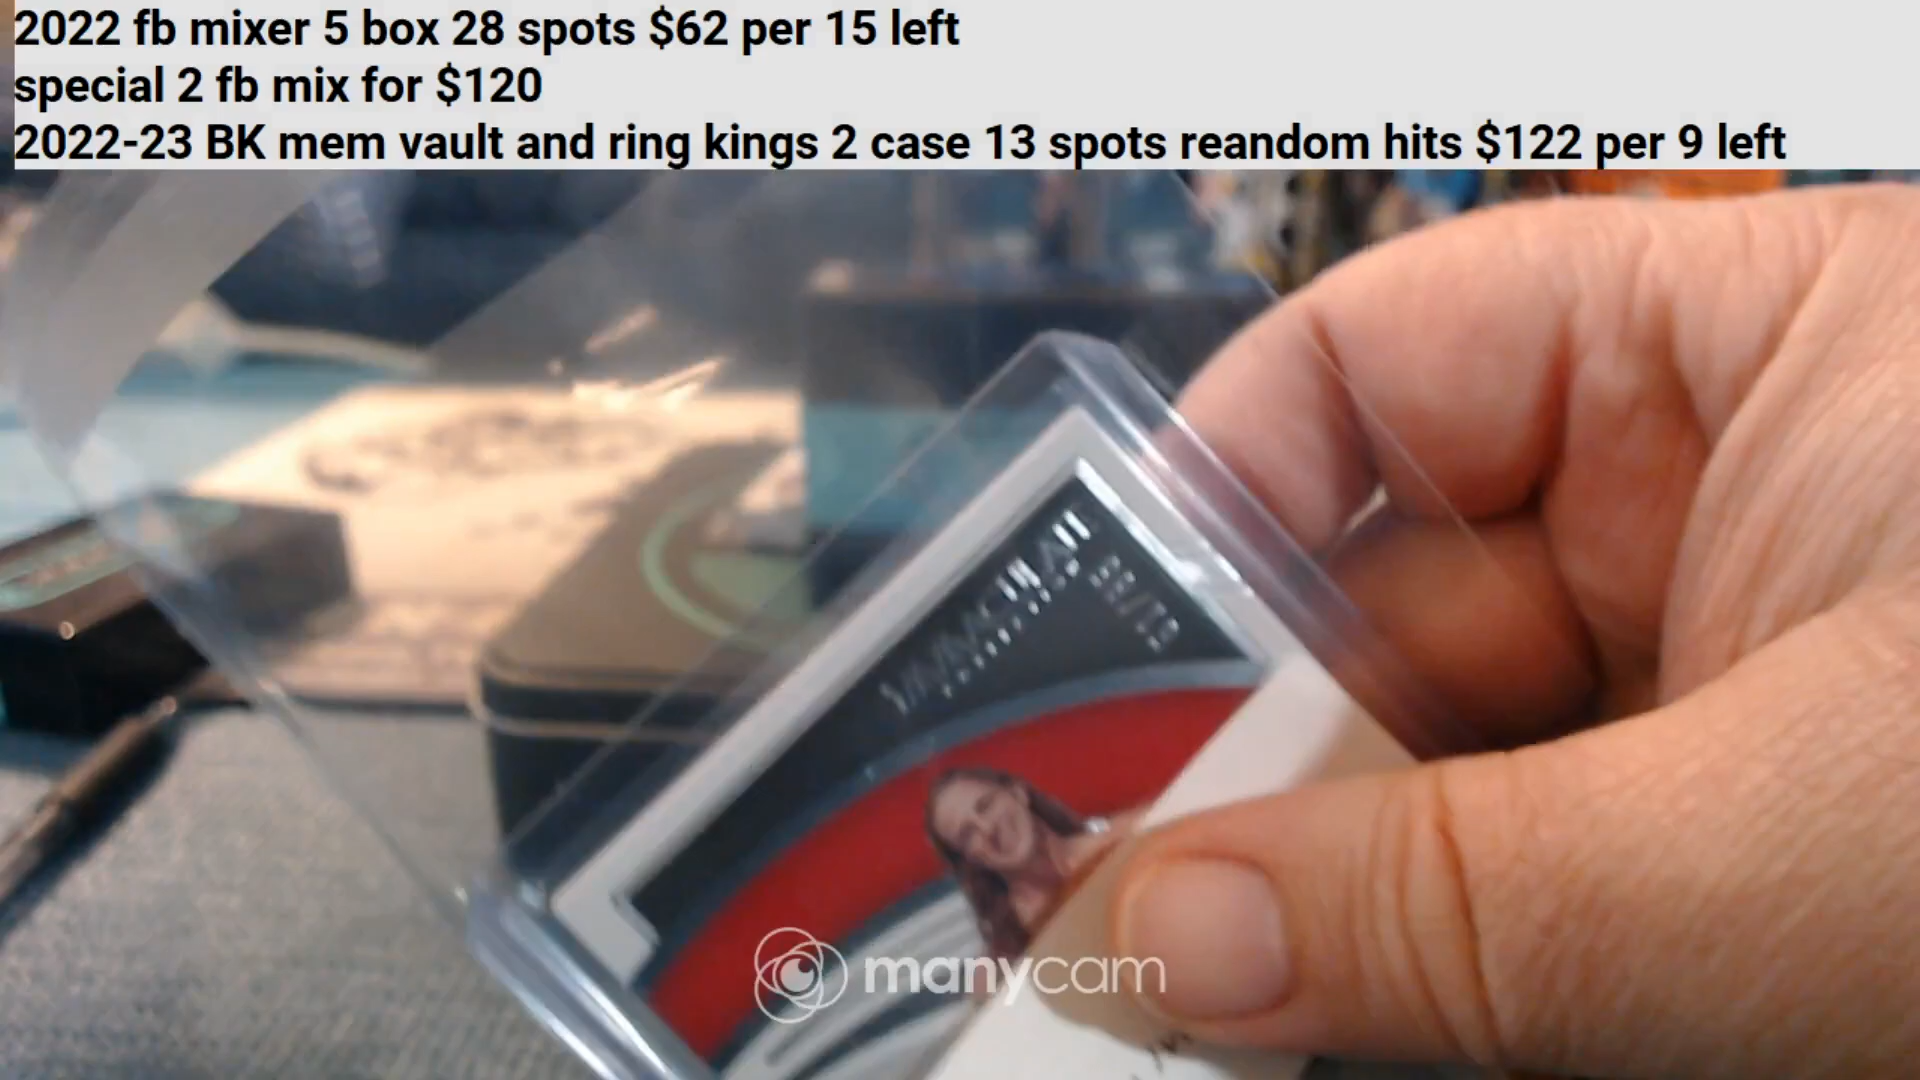 2022 fb mixer 5 box 28 spots $62 per 15 left
special 2 fb mix for $120
2022-23 BK mem vault and ring kings 2 case 13 spots reandom hits $122 per 9 left
IMMACULATE
manycam